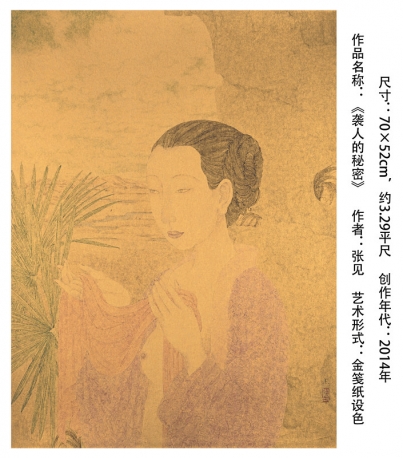 尺寸：70×52cm，约3.29平尺 创作年代：2014年
作品名称：《袭人的秘密》 作者：张见 艺术形式：金笺纸设色